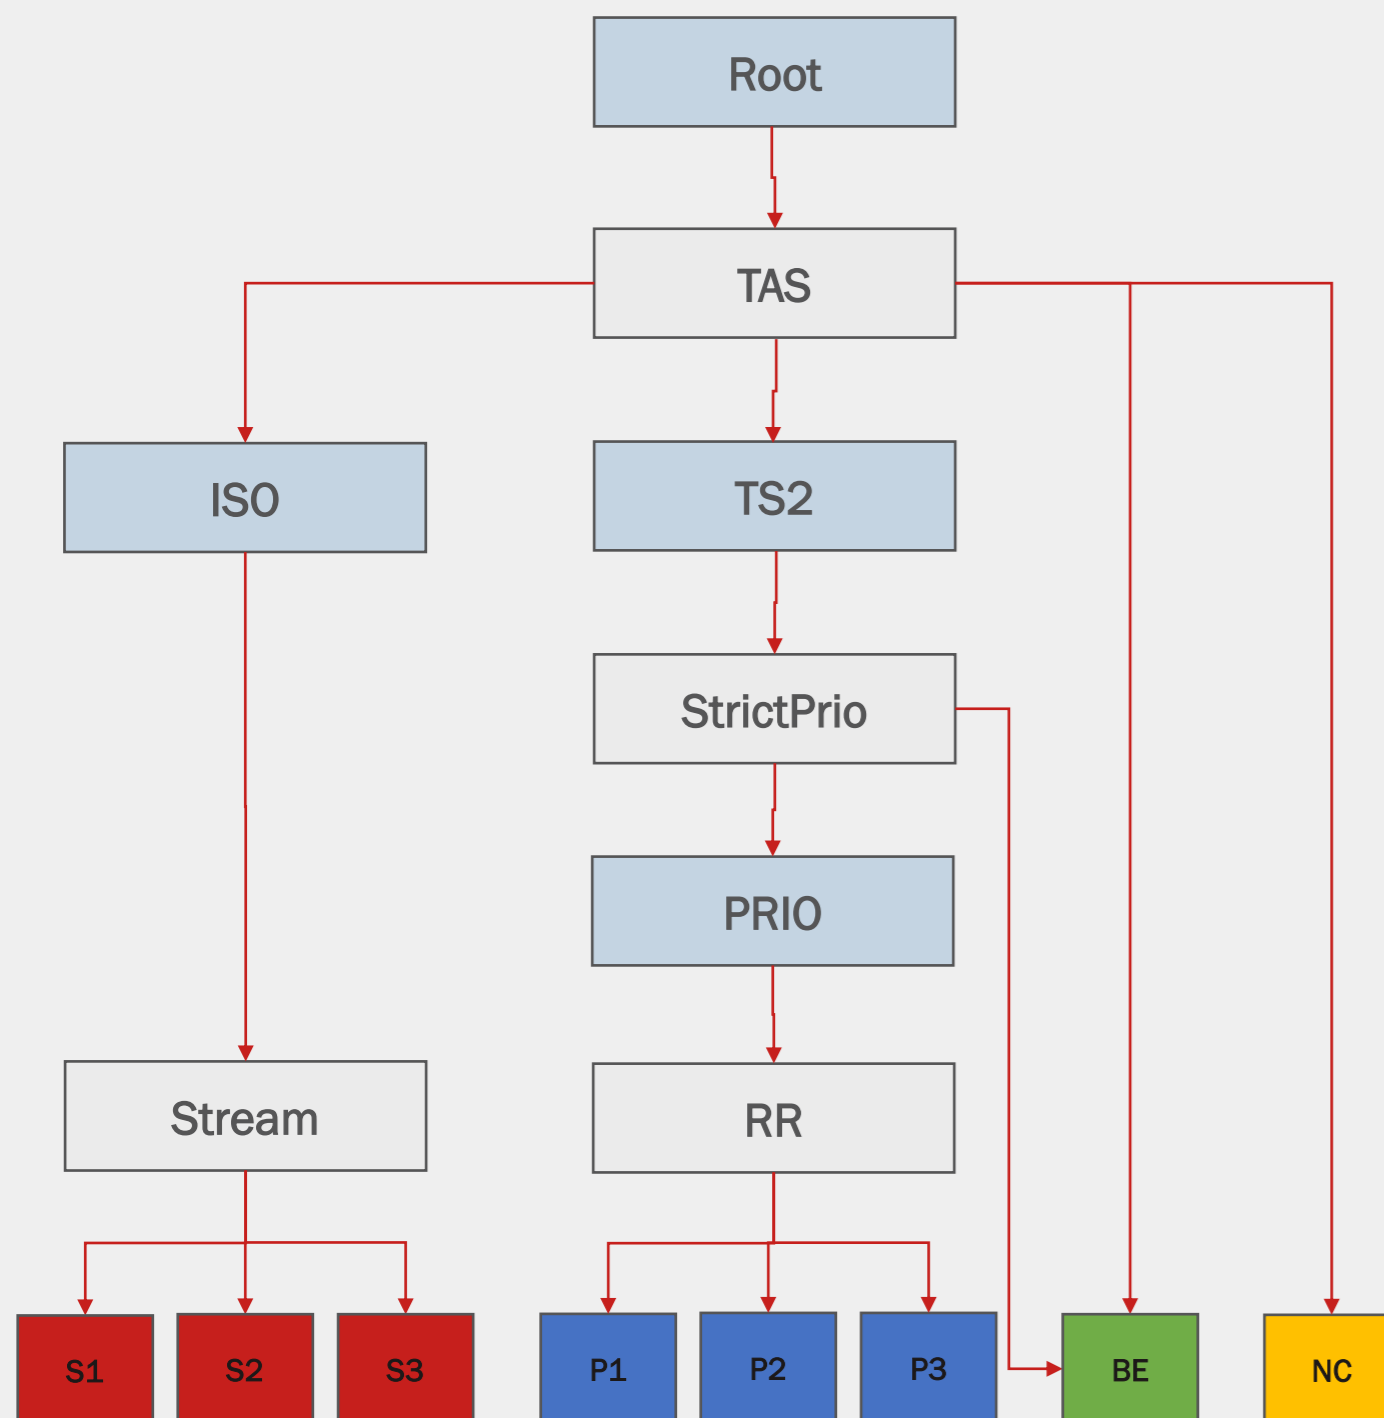 Root
TAS
ISO
TS2
StrictPrio
PRIO
Stream
RR
S1
S2
S3
P1
P2
P3
BE
NC